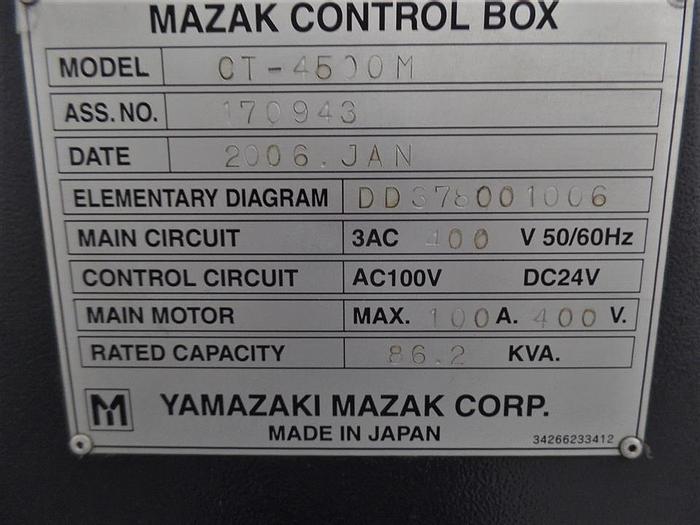 MAZAK CONTROL BOX
MODEL CT-4500M
ASS. NO. 170943
DATE 2006. JAN
ELEMENTARY DIAGRAM DD378001006
MAIN CIRCUIT 3AC 400 V 50/60Hz
CONTROL CIRCUIT AC100V DC24V
MAIN MOTOR MAX. 100 A. 400 V.
RATED CAPACITY 86.2 KVA.
YAMAZAKI MAZAK CORP.
MADE IN JAPAN 34266233412